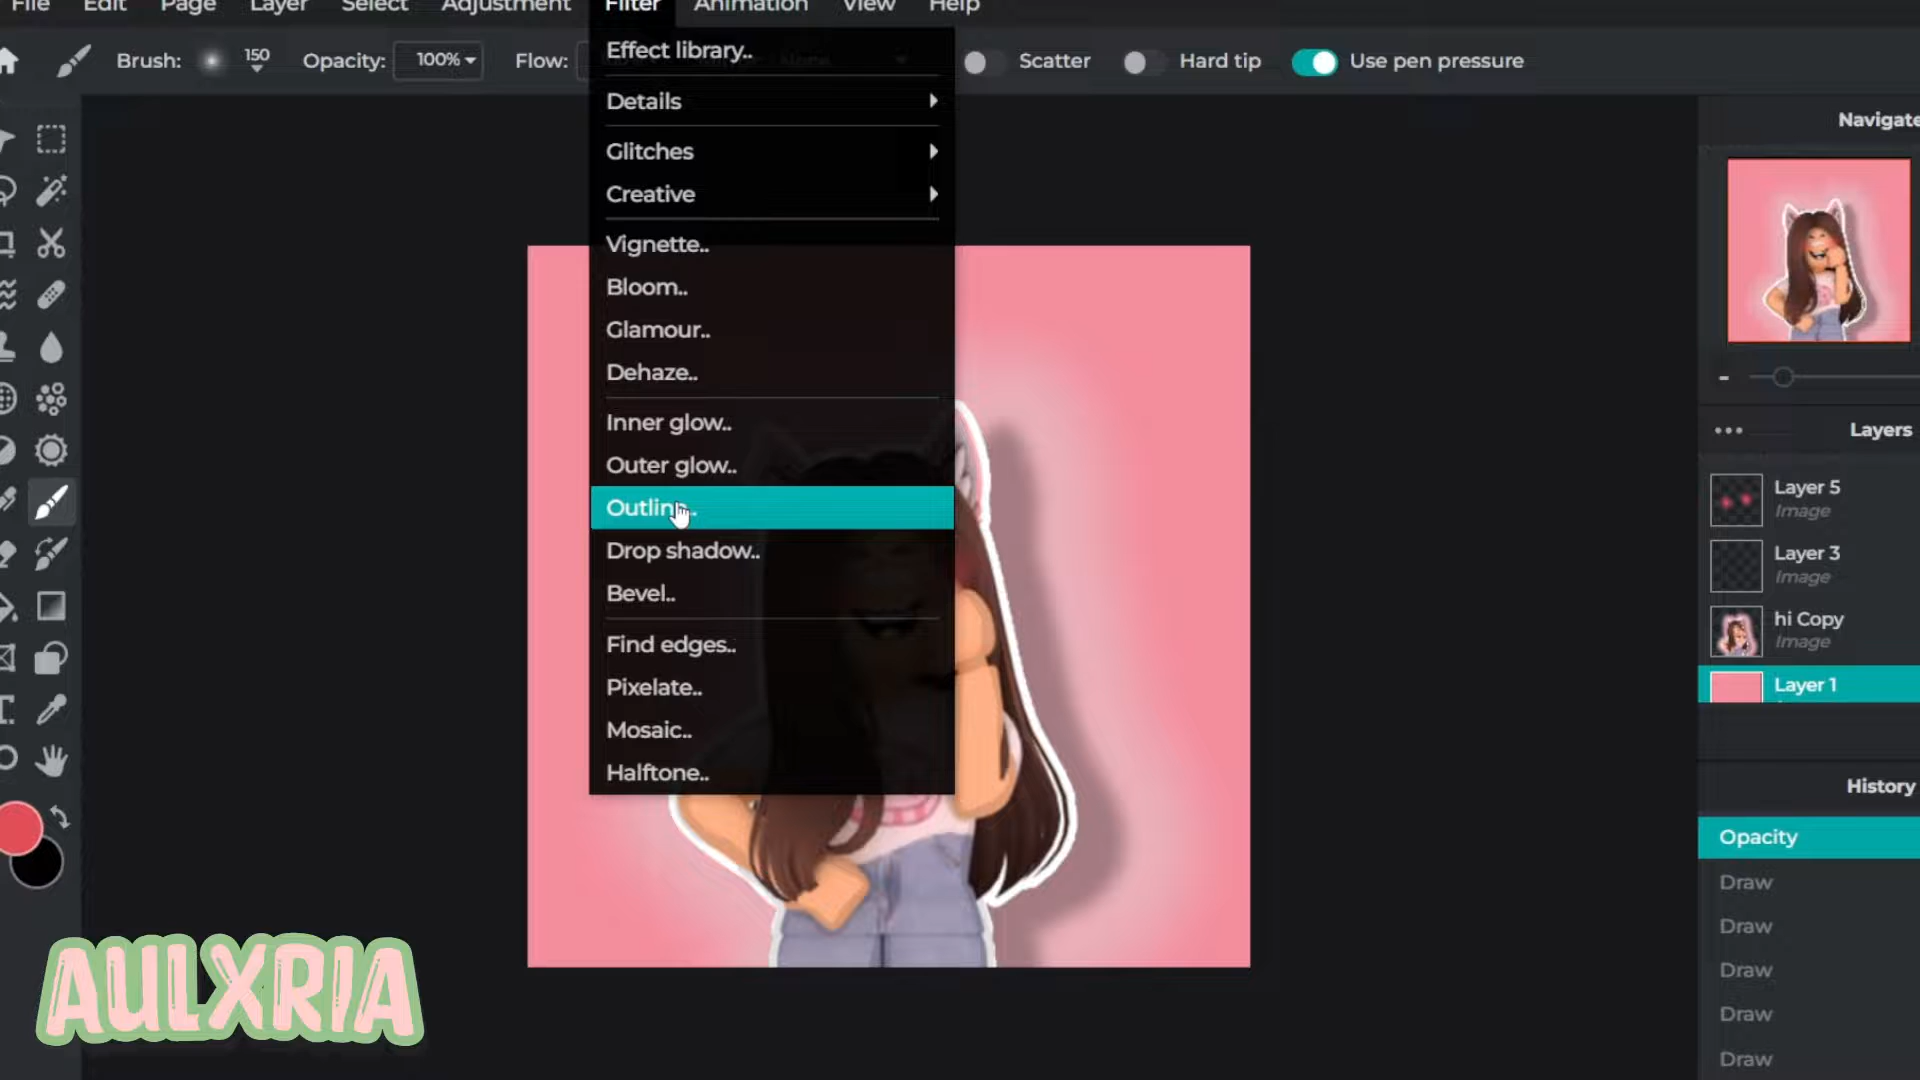 File Edit Page Layer Select Adjustment Filter Animation View Help
Brush: 150 Opacity: 100% Flow: Scatter Hard tip Use pen pressure
Effect library..
Details
Glitches
Creative
Vignette..
Bloom..
Glamour..
Dehaze..
Inner glow..
Outer glow..
Outline..
Drop shadow..
Bevel..
Find edges..
Pixelate..
Mosaic..
Halftone..
Navigate
Layers
Layer 5
Image
Layer 3
Image
hi Copy
Image
Layer 1
History
Opacity
Draw
Draw
Draw
Draw
Draw
AULXRIA